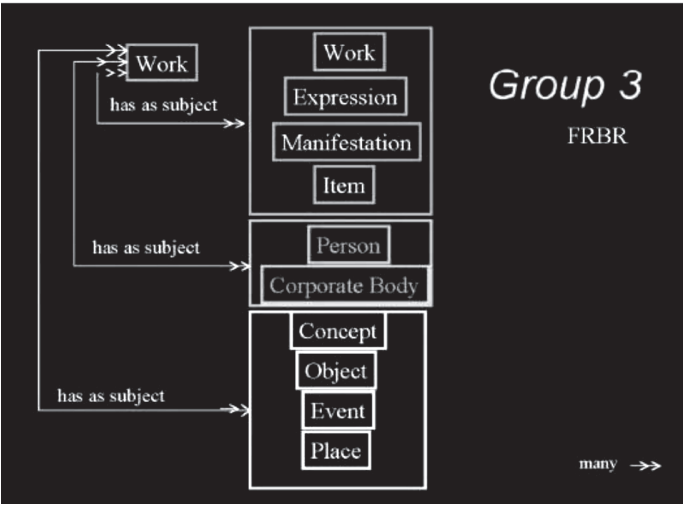 Work
has as subject
Work
Expression
Manifestation
Item
Group 3
FRBR
has as subject
Person
Corporate Body
has as subject
Concept
Object
Event
Place
many